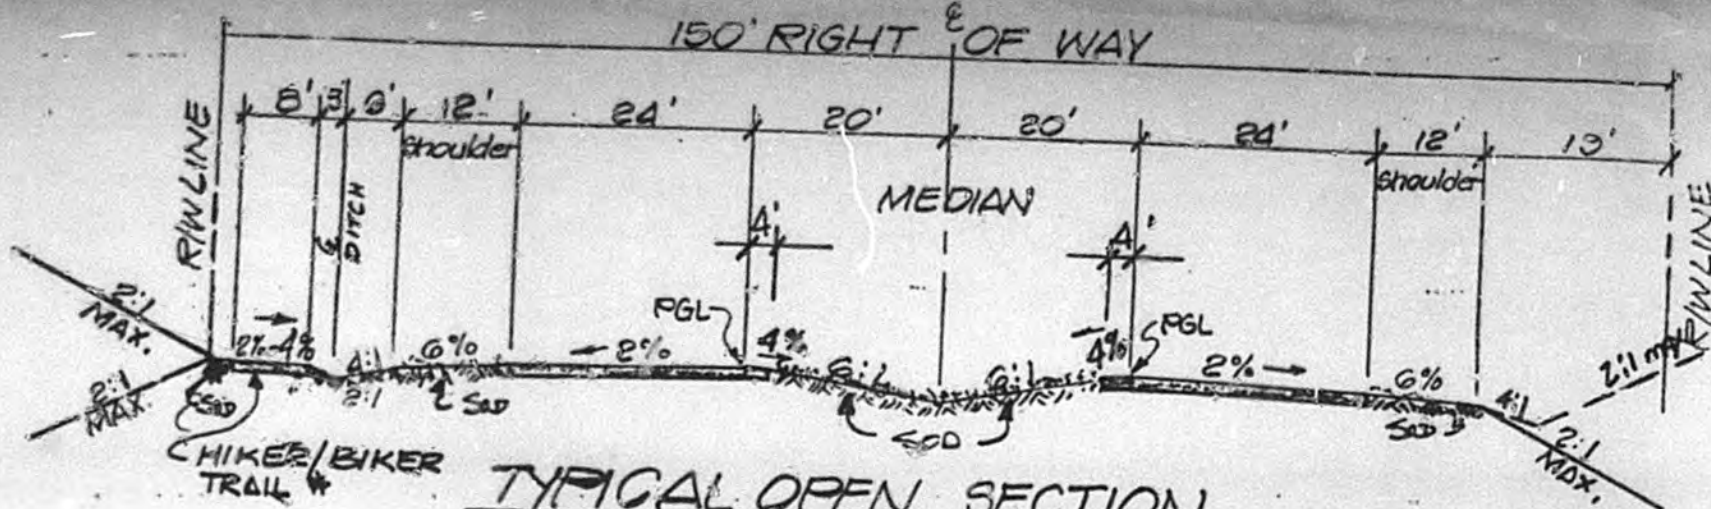 150' RIGHT ℄ OF WAY
8' 3' 12' 24' 20' 20' 24' 12' 19'
shoulder shoulder
R/W LINE
℄ DITCH
MEDIAN
R/W LINE
4' 4'
2:1 MAX.
PGL
PGL
2%-4% 4:1 6% 2% 4% 6:1 6:1 4% 2% 6% 4:1 2:1
2:1
2:1 MAX.
SOD
SOD
SOD
SOD
2:1 MAX.
HIKER/BIKER
TRAIL *
TYPICAL OPEN SECTION